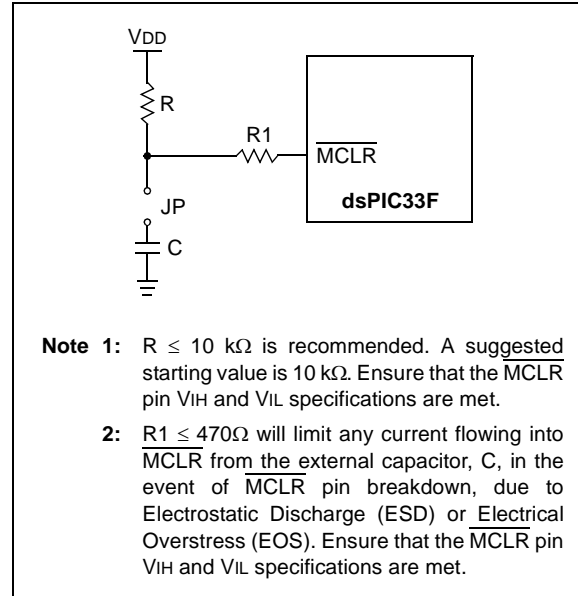 VDD
R
R1
MCLR
dsPIC33F
JP
C
Note 1: R ≤ 10 kΩ is recommended. A suggested
starting value is 10 kΩ. Ensure that the MCLR
pin VIH and VIL specifications are met.
2: R1 ≤ 470Ω will limit any current flowing into
MCLR from the external capacitor, C, in the
event of MCLR pin breakdown, due to
Electrostatic Discharge (ESD) or Electrical
Overstress (EOS). Ensure that the MCLR pin
VIH and VIL specifications are met.